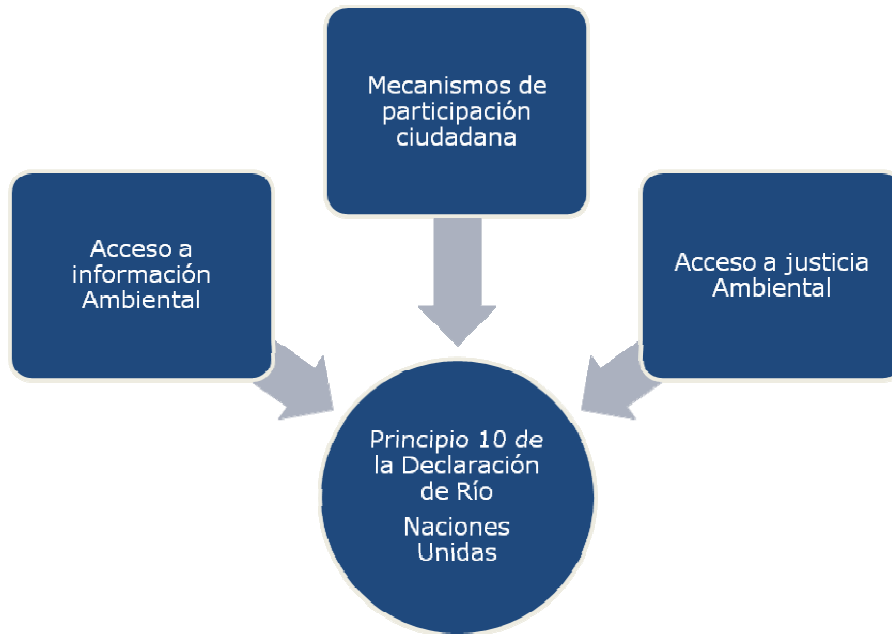 Mecanismos de
participación
ciudadana
Acceso a
información
Ambiental
Acceso a justicia
Ambiental
Principio 10 de
la Declaración
de Río
Naciones
Unidas